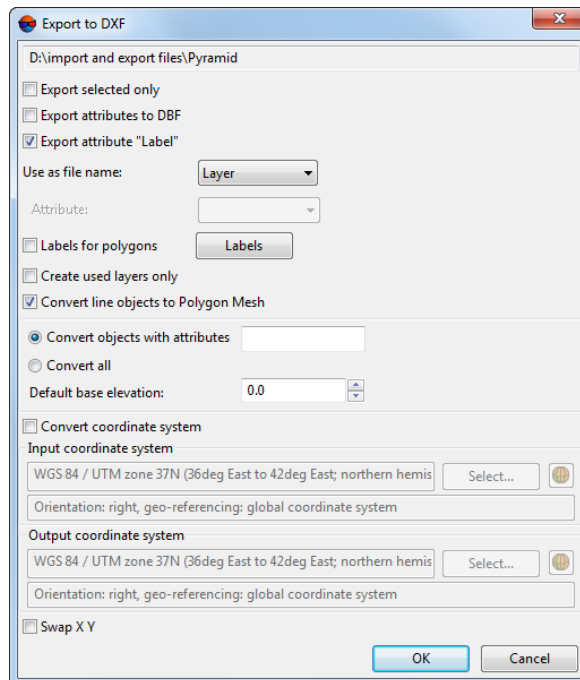 Export to DXF
D:\import and export files\Pyramid
Export selected only
Export attributes to DBF
Export attribute "Label"
Use as file name: Layer
Attribute:
Labels for polygons Labels
Create used layers only
Convert line objects to Polygon Mesh
Convert objects with attributes
Convert all
Default base elevation: 0.0
Convert coordinate system
Input coordinate system
WGS 84 / UTM zone 37N (36deg East to 42deg East; northern hemis Select...
Orientation: right, geo-referencing: global coordinate system
Output coordinate system
WGS 84 / UTM zone 37N (36deg East to 42deg East; northern hemis Select...
Orientation: right, geo-referencing: global coordinate system
Swap X Y
OK Cancel